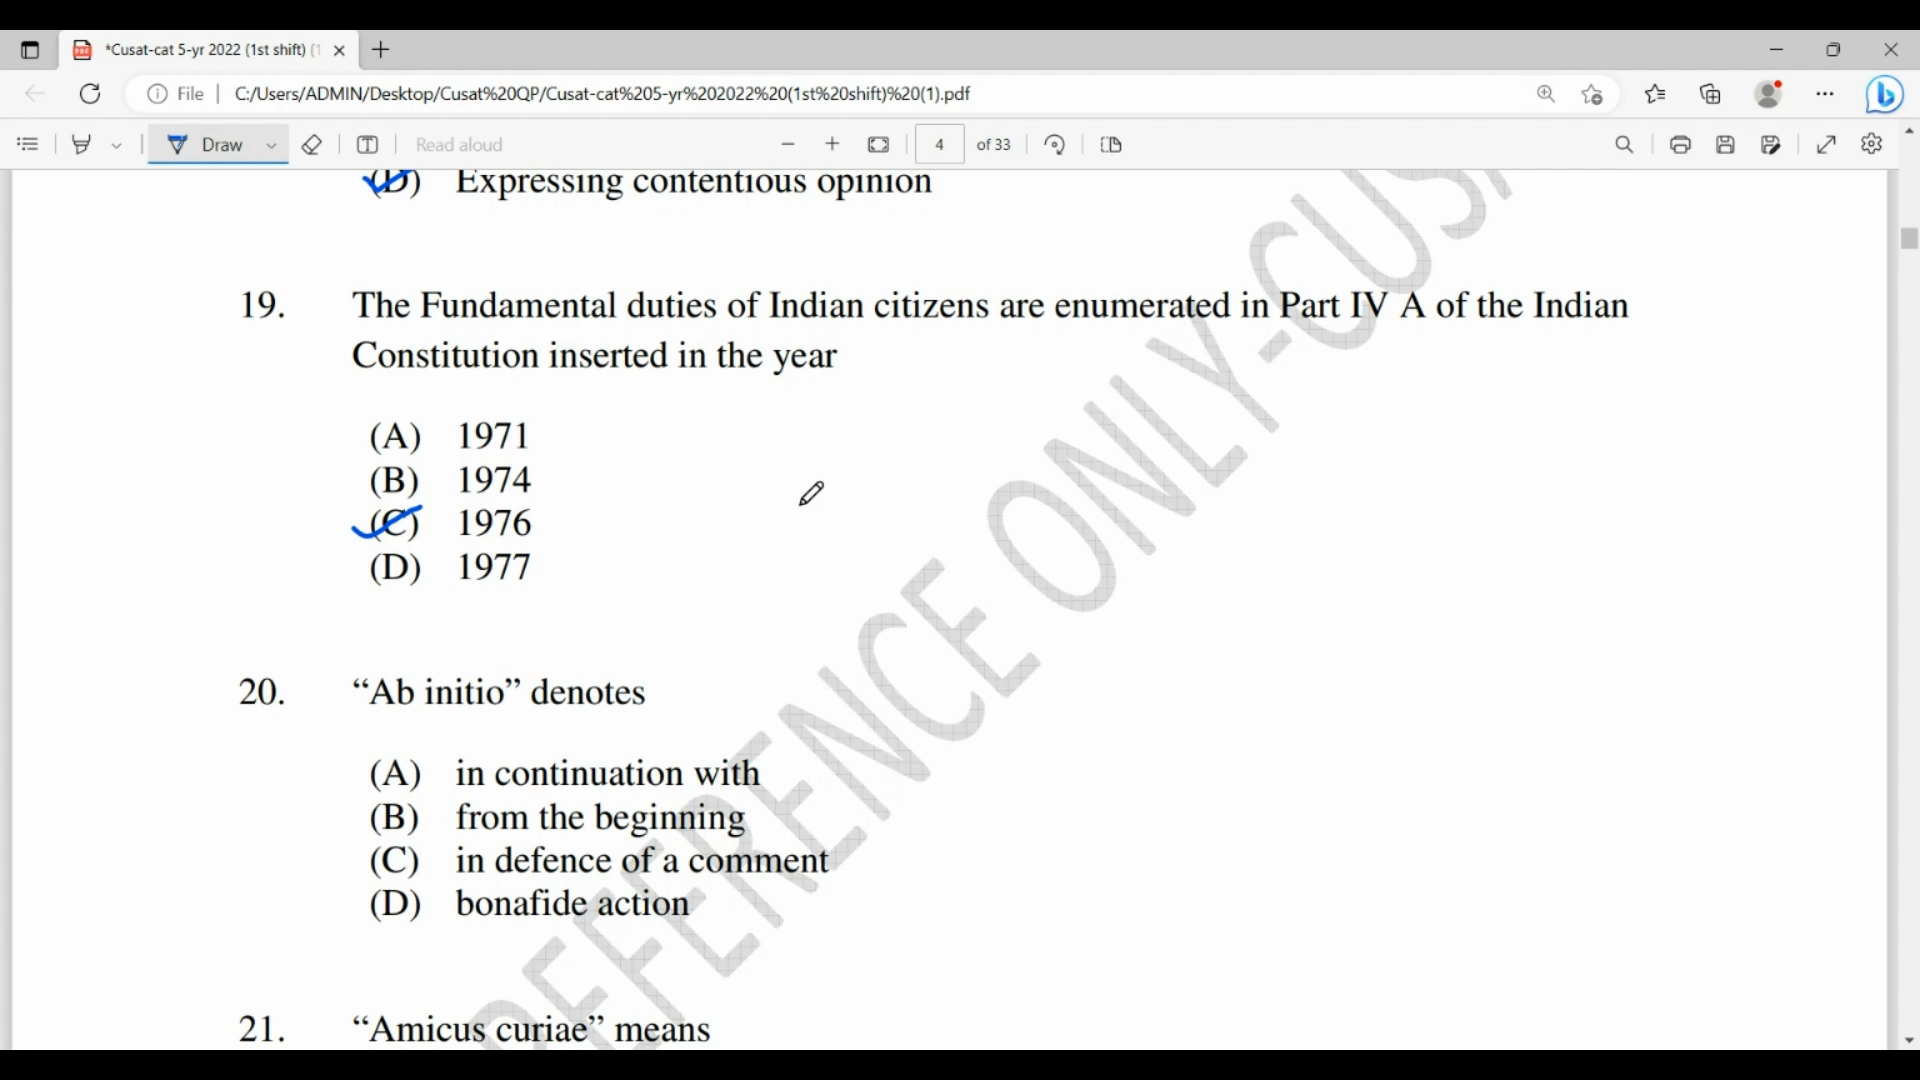 *Cusat-cat 5-yr 2022 (1st shift) (1
File | C:/Users/ADMIN/Desktop/Cusat%20QP/Cusat-cat%205-yr%202022%20(1st%20shift)%20(1).pdf
Draw Read aloud 4 of 33
(D) Expressing contentious opinion
19. The Fundamental duties of Indian citizens are enumerated in Part IV A of the Indian
Constitution inserted in the year
(A) 1971
(B) 1974
(C) 1976
(D) 1977
20. “Ab initio” denotes
(A) in continuation with
(B) from the beginning
(C) in defence of a comment
(D) bonafide action
21. “Amicus curiae” means
REFERENCE ONLY-CUSA